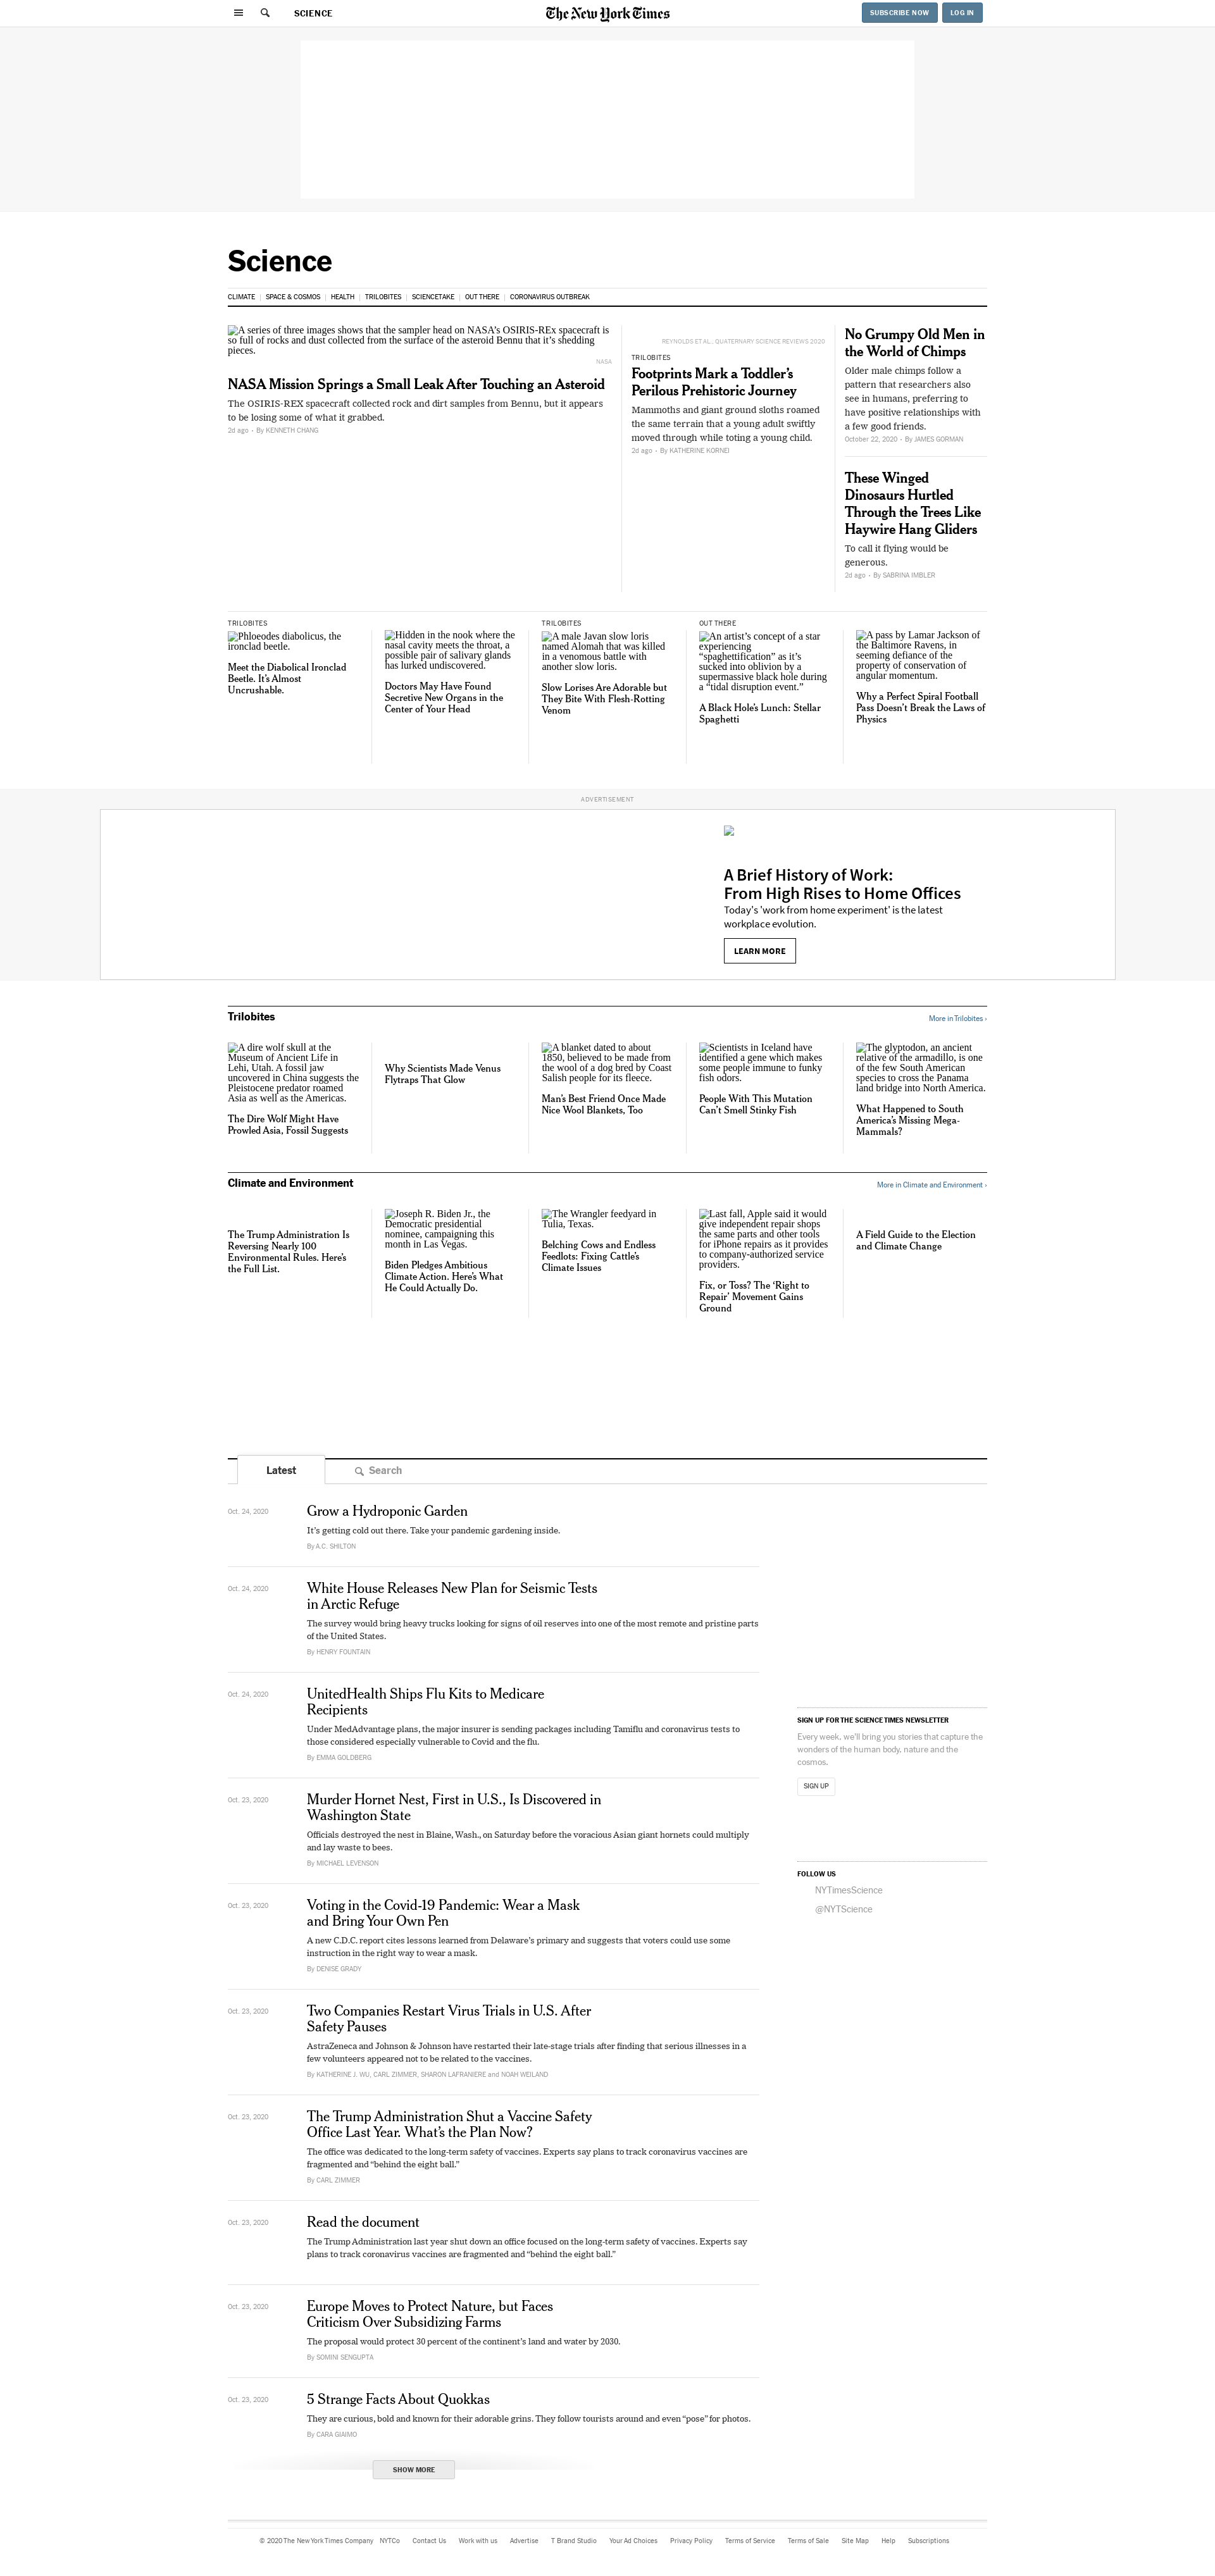 SCIENCE
The New York Times
SUBSCRIBE NOW
LOG IN
Science
CLIMATE
SPACE & COSMOS
HEALTH
TRILOBITES
SCIENCETAKE
OUT THERE
CORONAVIRUS OUTBREAK
A series of three images shows that the sampler head on NASA's OSIRIS-REx spacecraft is
full of rocks and dust collected from the surface of the asteroid Bennu that it's shedding
pieces.
NASA
NASA Mission Springs a Small Leak After Touching an Asteroid
The OSIRIS-REX spacecraft collected rock and dirt samples from Bennu, but it appears
to be losing some of what it grabbed.
2d ago • By KENNETH CHANG
REYNOLDS ET AL., QUATERNARY SCIENCE REVIEWS 2020
TRILOBITES
Footprints Mark a Toddler's
Perilous Prehistoric Journey
Mammoths and giant ground sloths roamed
the same terrain that a young adult swiftly
moved through while toting a young child.
2d ago • By KATHERINE KORNEI
No Grumpy Old Men in
the World of Chimps
Older male chimps follow a
pattern that researchers also
see in humans, preferring to
have positive relationships with
a few good friends.
October 22, 2020 • By JAMES GORMAN
These Winged
Dinosaurs Hurtled
Through the Trees Like
Haywire Hang Gliders
To call it flying would be
generous.
2d ago • By SABRINA IMBLER
TRILOBITES
Phloeodes diabolicus, the
ironclad beetle.
Meet the Diabolical Ironclad
Beetle. It's Almost
Uncrushable.
Hidden in the nook where the
nasal cavity meets the throat, a
possible pair of salivary glands
has lurked undiscovered.
Doctors May Have Found
Secretive New Organs in the
Center of Your Head
TRILOBITES
A male Javan slow loris
named Alomah that was killed
in a venomous battle with
another slow loris.
Slow Lorises Are Adorable but
They Bite With Flesh-Rotting
Venom
OUT THERE
An artist's concept of a star
experiencing
“spaghettification” as it's
sucked into oblivion by a
supermassive black hole during
a “tidal disruption event.”
A Black Hole's Lunch: Stellar
Spaghetti
A pass by Lamar Jackson of
the Baltimore Ravens, in
seeming defiance of the
property of conservation of
angular momentum.
Why a Perfect Spiral Football
Pass Doesn't Break the Laws of
Physics
ADVERTISEMENT
A Brief History of Work:
From High Rises to Home Offices
Today's 'work from home experiment' is the latest
workplace evolution.
LEARN MORE
Trilobites
More in Trilobites ›
A dire wolf skull at the
Museum of Ancient Life in
Lehi, Utah. A fossil jaw
uncovered in China suggests the
Pleistocene predator roamed
Asia as well as the Americas.
The Dire Wolf Might Have
Prowled Asia, Fossil Suggests
Why Scientists Made Venus
Flytraps That Glow
A blanket dated to about
1850, believed to be made from
the wool of a dog bred by Coast
Salish people for its fleece.
Man's Best Friend Once Made
Nice Wool Blankets, Too
Scientists in Iceland have
identified a gene which makes
some people immune to funky
fish odors.
People With This Mutation
Can't Smell Stinky Fish
The glyptodon, an ancient
relative of the armadillo, is one
of the few South American
species to cross the Panama
land bridge into North America.
What Happened to South
America's Missing Mega-
Mammals?
Climate and Environment
More in Climate and Environment ›
The Trump Administration Is
Reversing Nearly 100
Environmental Rules. Here's
the Full List.
Joseph R. Biden Jr., the
Democratic presidential
nominee, campaigning this
month in Las Vegas.
Biden Pledges Ambitious
Climate Action. Here's What
He Could Actually Do.
The Wrangler feedyard in
Tulia, Texas.
Belching Cows and Endless
Feedlots: Fixing Cattle's
Climate Issues
Last fall, Apple said it would
give independent repair shops
the same parts and other tools
for iPhone repairs as it provides
to company-authorized service
providers.
Fix, or Toss? The ‘Right to
Repair’ Movement Gains
Ground
A Field Guide to the Election
and Climate Change
Latest
Search
Oct. 24, 2020
Grow a Hydroponic Garden
It's getting cold out there. Take your pandemic gardening inside.
By A.C. SHILTON
Oct. 24, 2020
White House Releases New Plan for Seismic Tests
in Arctic Refuge
The survey would bring heavy trucks looking for signs of oil reserves into one of the most remote and pristine parts
of the United States.
By HENRY FOUNTAIN
Oct. 24, 2020
UnitedHealth Ships Flu Kits to Medicare
Recipients
Under MedAdvantage plans, the major insurer is sending packages including Tamiflu and coronavirus tests to
those considered especially vulnerable to Covid and the flu.
By EMMA GOLDBERG
Oct. 23, 2020
Murder Hornet Nest, First in U.S., Is Discovered in
Washington State
Officials destroyed the nest in Blaine, Wash., on Saturday before the voracious Asian giant hornets could multiply
and lay waste to bees.
By MICHAEL LEVENSON
Oct. 23, 2020
Voting in the Covid-19 Pandemic: Wear a Mask
and Bring Your Own Pen
A new C.D.C. report cites lessons learned from Delaware's primary and suggests that voters could use some
instruction in the right way to wear a mask.
By DENISE GRADY
Oct. 23, 2020
Two Companies Restart Virus Trials in U.S. After
Safety Pauses
AstraZeneca and Johnson & Johnson have restarted their late-stage trials after finding that serious illnesses in a
few volunteers appeared not to be related to the vaccines.
By KATHERINE J. WU, CARL ZIMMER, SHARON LAFRANIERE and NOAH WEILAND
Oct. 23, 2020
The Trump Administration Shut a Vaccine Safety
Office Last Year. What's the Plan Now?
The office was dedicated to the long-term safety of vaccines. Experts say plans to track coronavirus vaccines are
fragmented and “behind the eight ball.”
By CARL ZIMMER
Oct. 23, 2020
Read the document
The Trump Administration last year shut down an office focused on the long-term safety of vaccines. Experts say
plans to track coronavirus vaccines are fragmented and “behind the eight ball.”
Oct. 23, 2020
Europe Moves to Protect Nature, but Faces
Criticism Over Subsidizing Farms
The proposal would protect 30 percent of the continent's land and water by 2030.
By SOMINI SENGUPTA
Oct. 23, 2020
5 Strange Facts About Quokkas
They are curious, bold and known for their adorable grins. They follow tourists around and even “pose” for photos.
By CARA GIAIMO
SHOW MORE
SIGN UP FOR THE SCIENCE TIMES NEWSLETTER
Every week, we'll bring you stories that capture the
wonders of the human body, nature and the
cosmos.
SIGN UP
FOLLOW US
NYTimesScience
@NYTScience
© 2020 The New York Times Company
NYTCo
Contact Us
Work with us
Advertise
T Brand Studio
Your Ad Choices
Privacy Policy
Terms of Service
Terms of Sale
Site Map
Help
Subscriptions